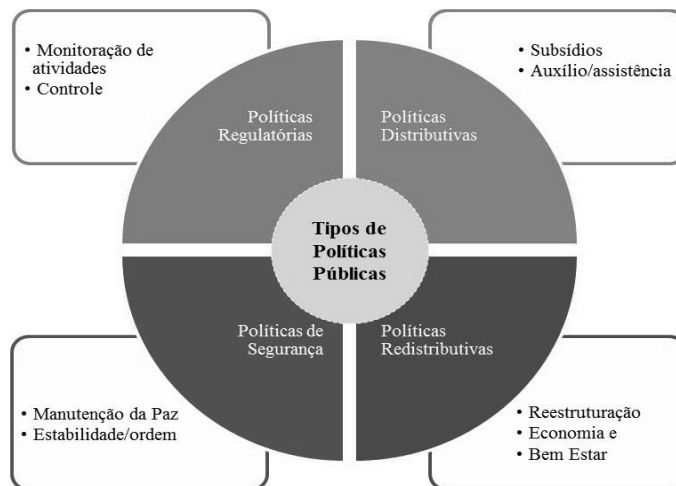 • Monitoração de
atividades
• Controle
• Subsídios
• Auxílio/assistência
Políticas
Regulatórias
Políticas
Distributivas
Tipos de
Políticas
Públicas
Políticas de
Segurança
Políticas
Redistributivas
• Manutenção da Paz
• Estabilidade/ordem
• Reestruturação
• Economia e
• Bem Estar